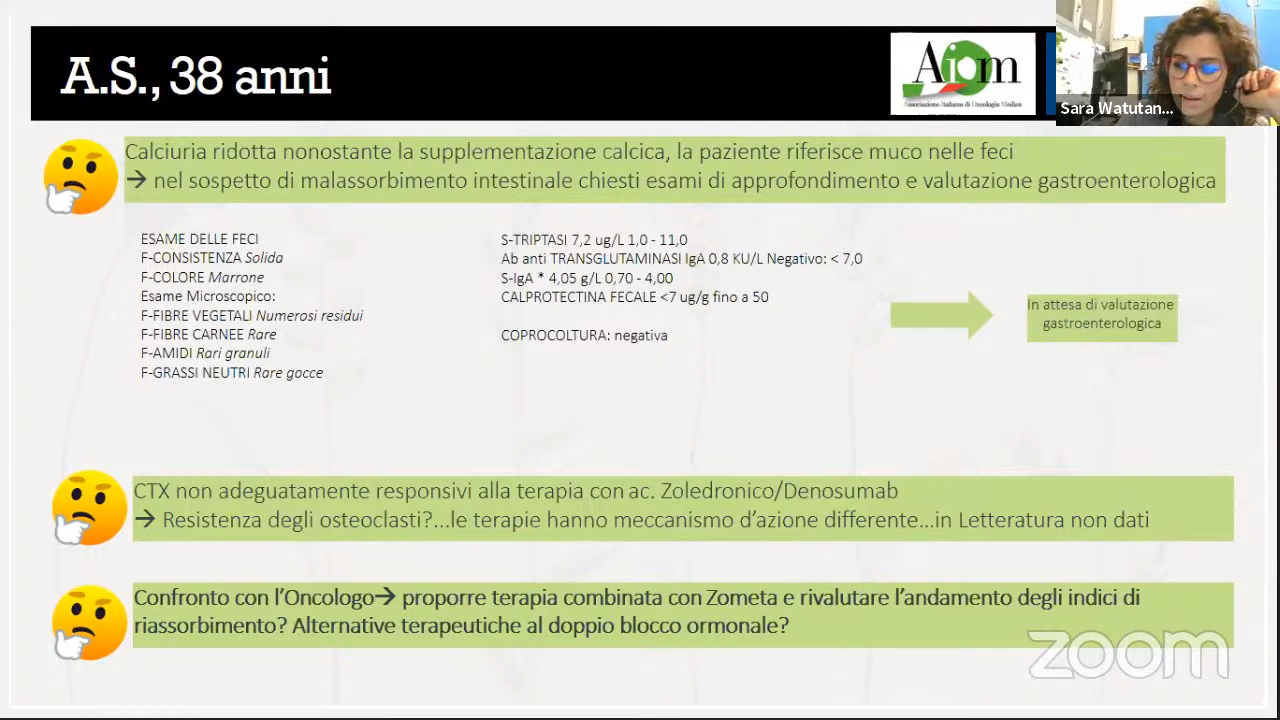 A.S., 38 anni
Aiom
Associazione Italiana di Oncologia Medica
Sara Watutan...
Calciuria ridotta nonostante la supplementazione calcica, la paziente riferisce muco nelle feci
→ nel sospetto di malassorbimento intestinale chiesti esami di approfondimento e valutazione gastroenterologica
ESAME DELLE FECI
F-CONSISTENZA Solida
F-COLORE Marrone
Esame Microscopico:
F-FIBRE VEGETALI Numerosi residui
F-FIBRE CARNEE Rare
F-AMIDI Rari granuli
F-GRASSI NEUTRI Rare gocce
S-TRIPTASI 7,2 ug/L 1,0 - 11,0
Ab anti TRANSGLUTAMINASI IgA 0,8 KU/L Negativo: < 7,0
S-IgA * 4,05 g/L 0,70 - 4,00
CALPROTECTINA FECALE <7 ug/g fino a 50
COPROCOLTURA: negativa
In attesa di valutazione
gastroenterologica
CTX non adeguatamente responsivi alla terapia con ac. Zoledronico/Denosumab
→ Resistenza degli osteoclasti?...le terapie hanno meccanismo d'azione differente...in Letteratura non dati
Confronto con l'Oncologo→ proporre terapia combinata con Zometa e rivalutare l'andamento degli indici di
riassorbimento? Alternative terapeutiche al doppio blocco ormonale?
zoom